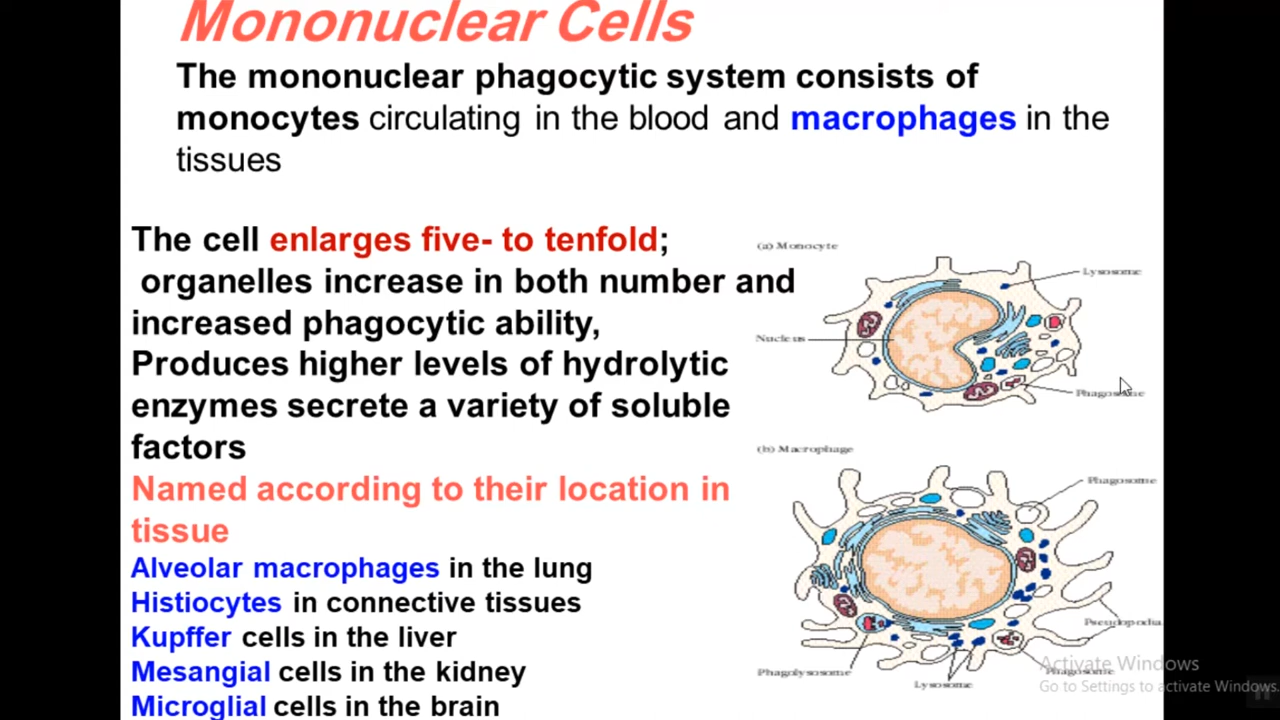 Mononuclear Cells
The mononuclear phagocytic system consists of
monocytes circulating in the blood and macrophages in the
tissues
The cell enlarges five- to tenfold;
organelles increase in both number and
increased phagocytic ability,
Produces higher levels of hydrolytic
enzymes secrete a variety of soluble
factors
Named according to their location in
tissue
Alveolar macrophages in the lung
Histiocytes in connective tissues
Kupffer cells in the liver
Mesangial cells in the kidney
Microglial cells in the brain
(a) Monocyte
Lysosome
Nucleus
Phagosome
(b) Macrophage
Phagosome
Pseudopodia
Phagosome
Phagolysosome
Lysosome
Activate Windows
Go to Settings to activate Windows.